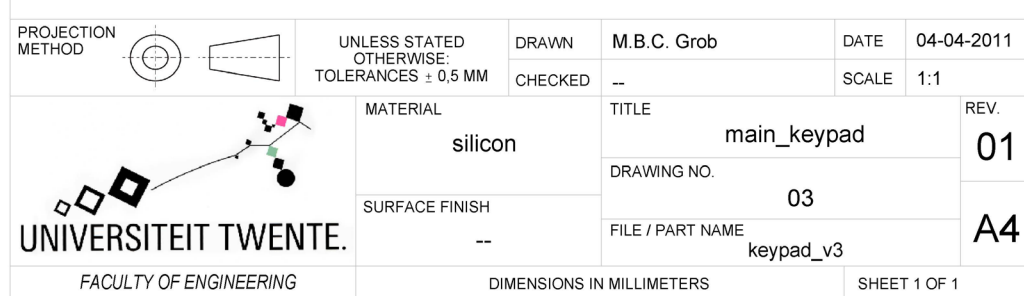 PROJECTION
METHOD
UNLESS STATED
OTHERWISE:
TOLERANCES ± 0,5 MM
DRAWN
M.B.C. Grob
DATE
04-04-2011
CHECKED
--
SCALE
1:1
MATERIAL
silicon
TITLE
main_keypad
REV.
01
DRAWING NO.
03
SURFACE FINISH
--
FILE / PART NAME
keypad_v3
A4
UNIVERSITEIT TWENTE.
FACULTY OF ENGINEERING
DIMENSIONS IN MILLIMETERS
SHEET 1 OF 1